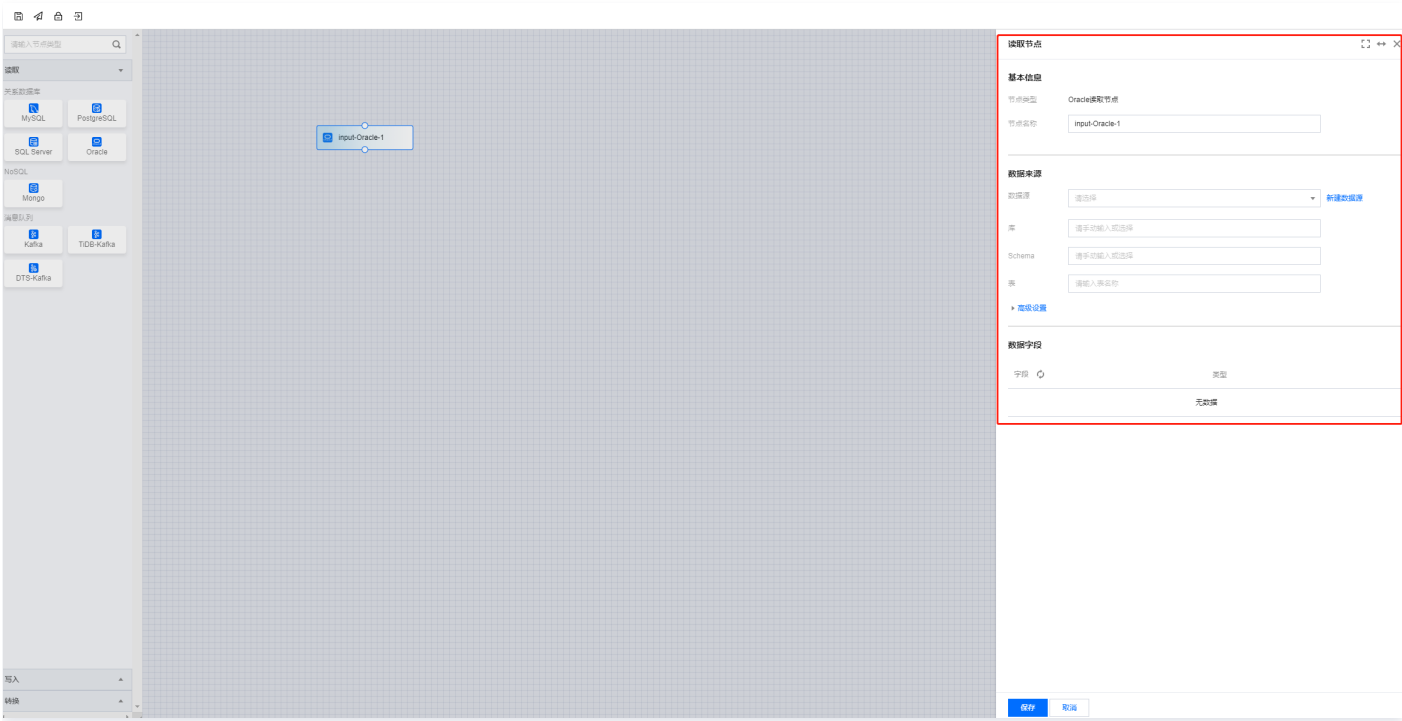 请输入节点类型
读取
关系数据库
MySQL PostgreSQL
SQL Server Oracle
NoSQL
Mongo
消息队列
Kafka TiDB-Kafka
DTS-Kafka
写入
转换
input-Oracle-1
读取节点
基本信息
节点类型 Oracle读取节点
节点名称 input-Oracle-1
数据来源
数据源 请选择 新建数据源
库 请手动输入或选择
Schema 请手动输入或选择
表 请输入表名称
高级设置
数据字段
字段 类型
无数据
保存 取消